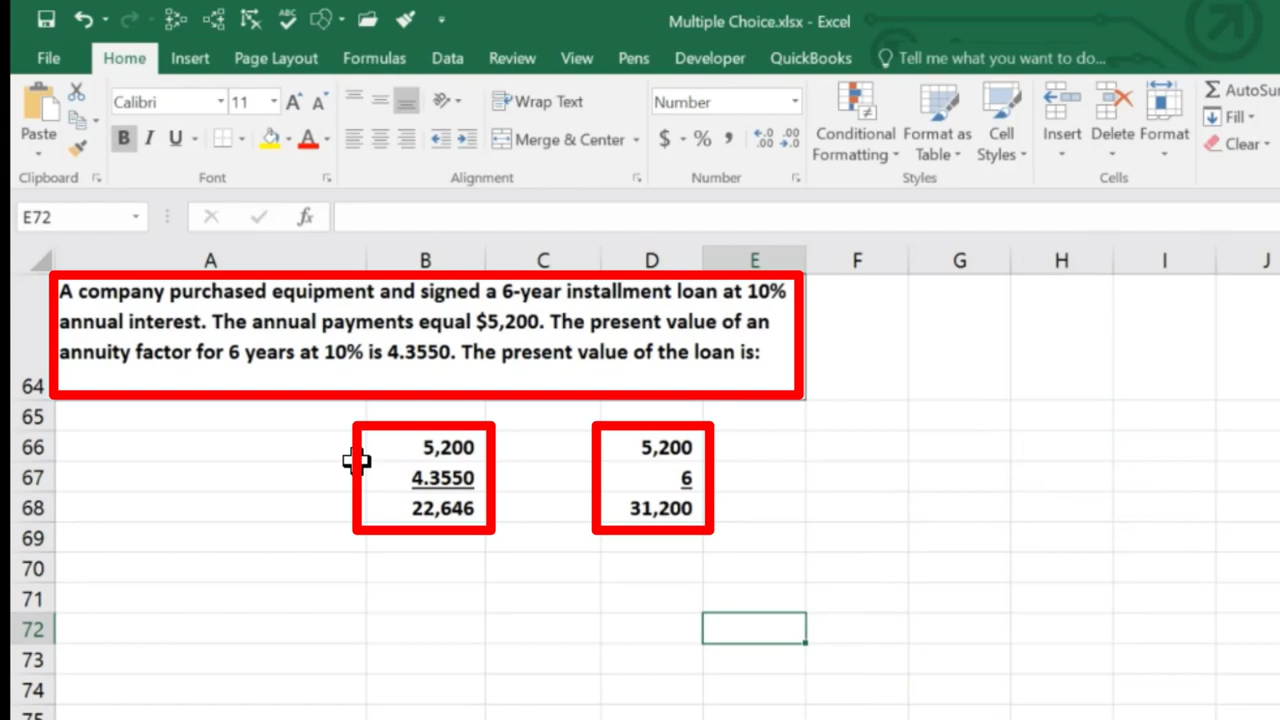 Multiple Choice.xlsx - Excel
File Home Insert Page Layout Formulas Data Review View Pens Developer QuickBooks Tell me what you want to do...
Paste
Calibri 11
B I U
Wrap Text
Merge & Center
Number
$ % ,
Conditional Formatting
Format as Table
Cell Styles
Insert Delete Format
AutoSu
Fill
Clear
Clipboard Font Alignment Number Styles Cells
E72 fx
A B C D E F G H I J
A company purchased equipment and signed a 6-year installment loan at 10%
annual interest. The annual payments equal $5,200. The present value of an
annuity factor for 6 years at 10% is 4.3550. The present value of the loan is:
64
65
66 5,200 5,200
67 4.3550 6
68 22,646 31,200
69
70
71
72
73
74
75